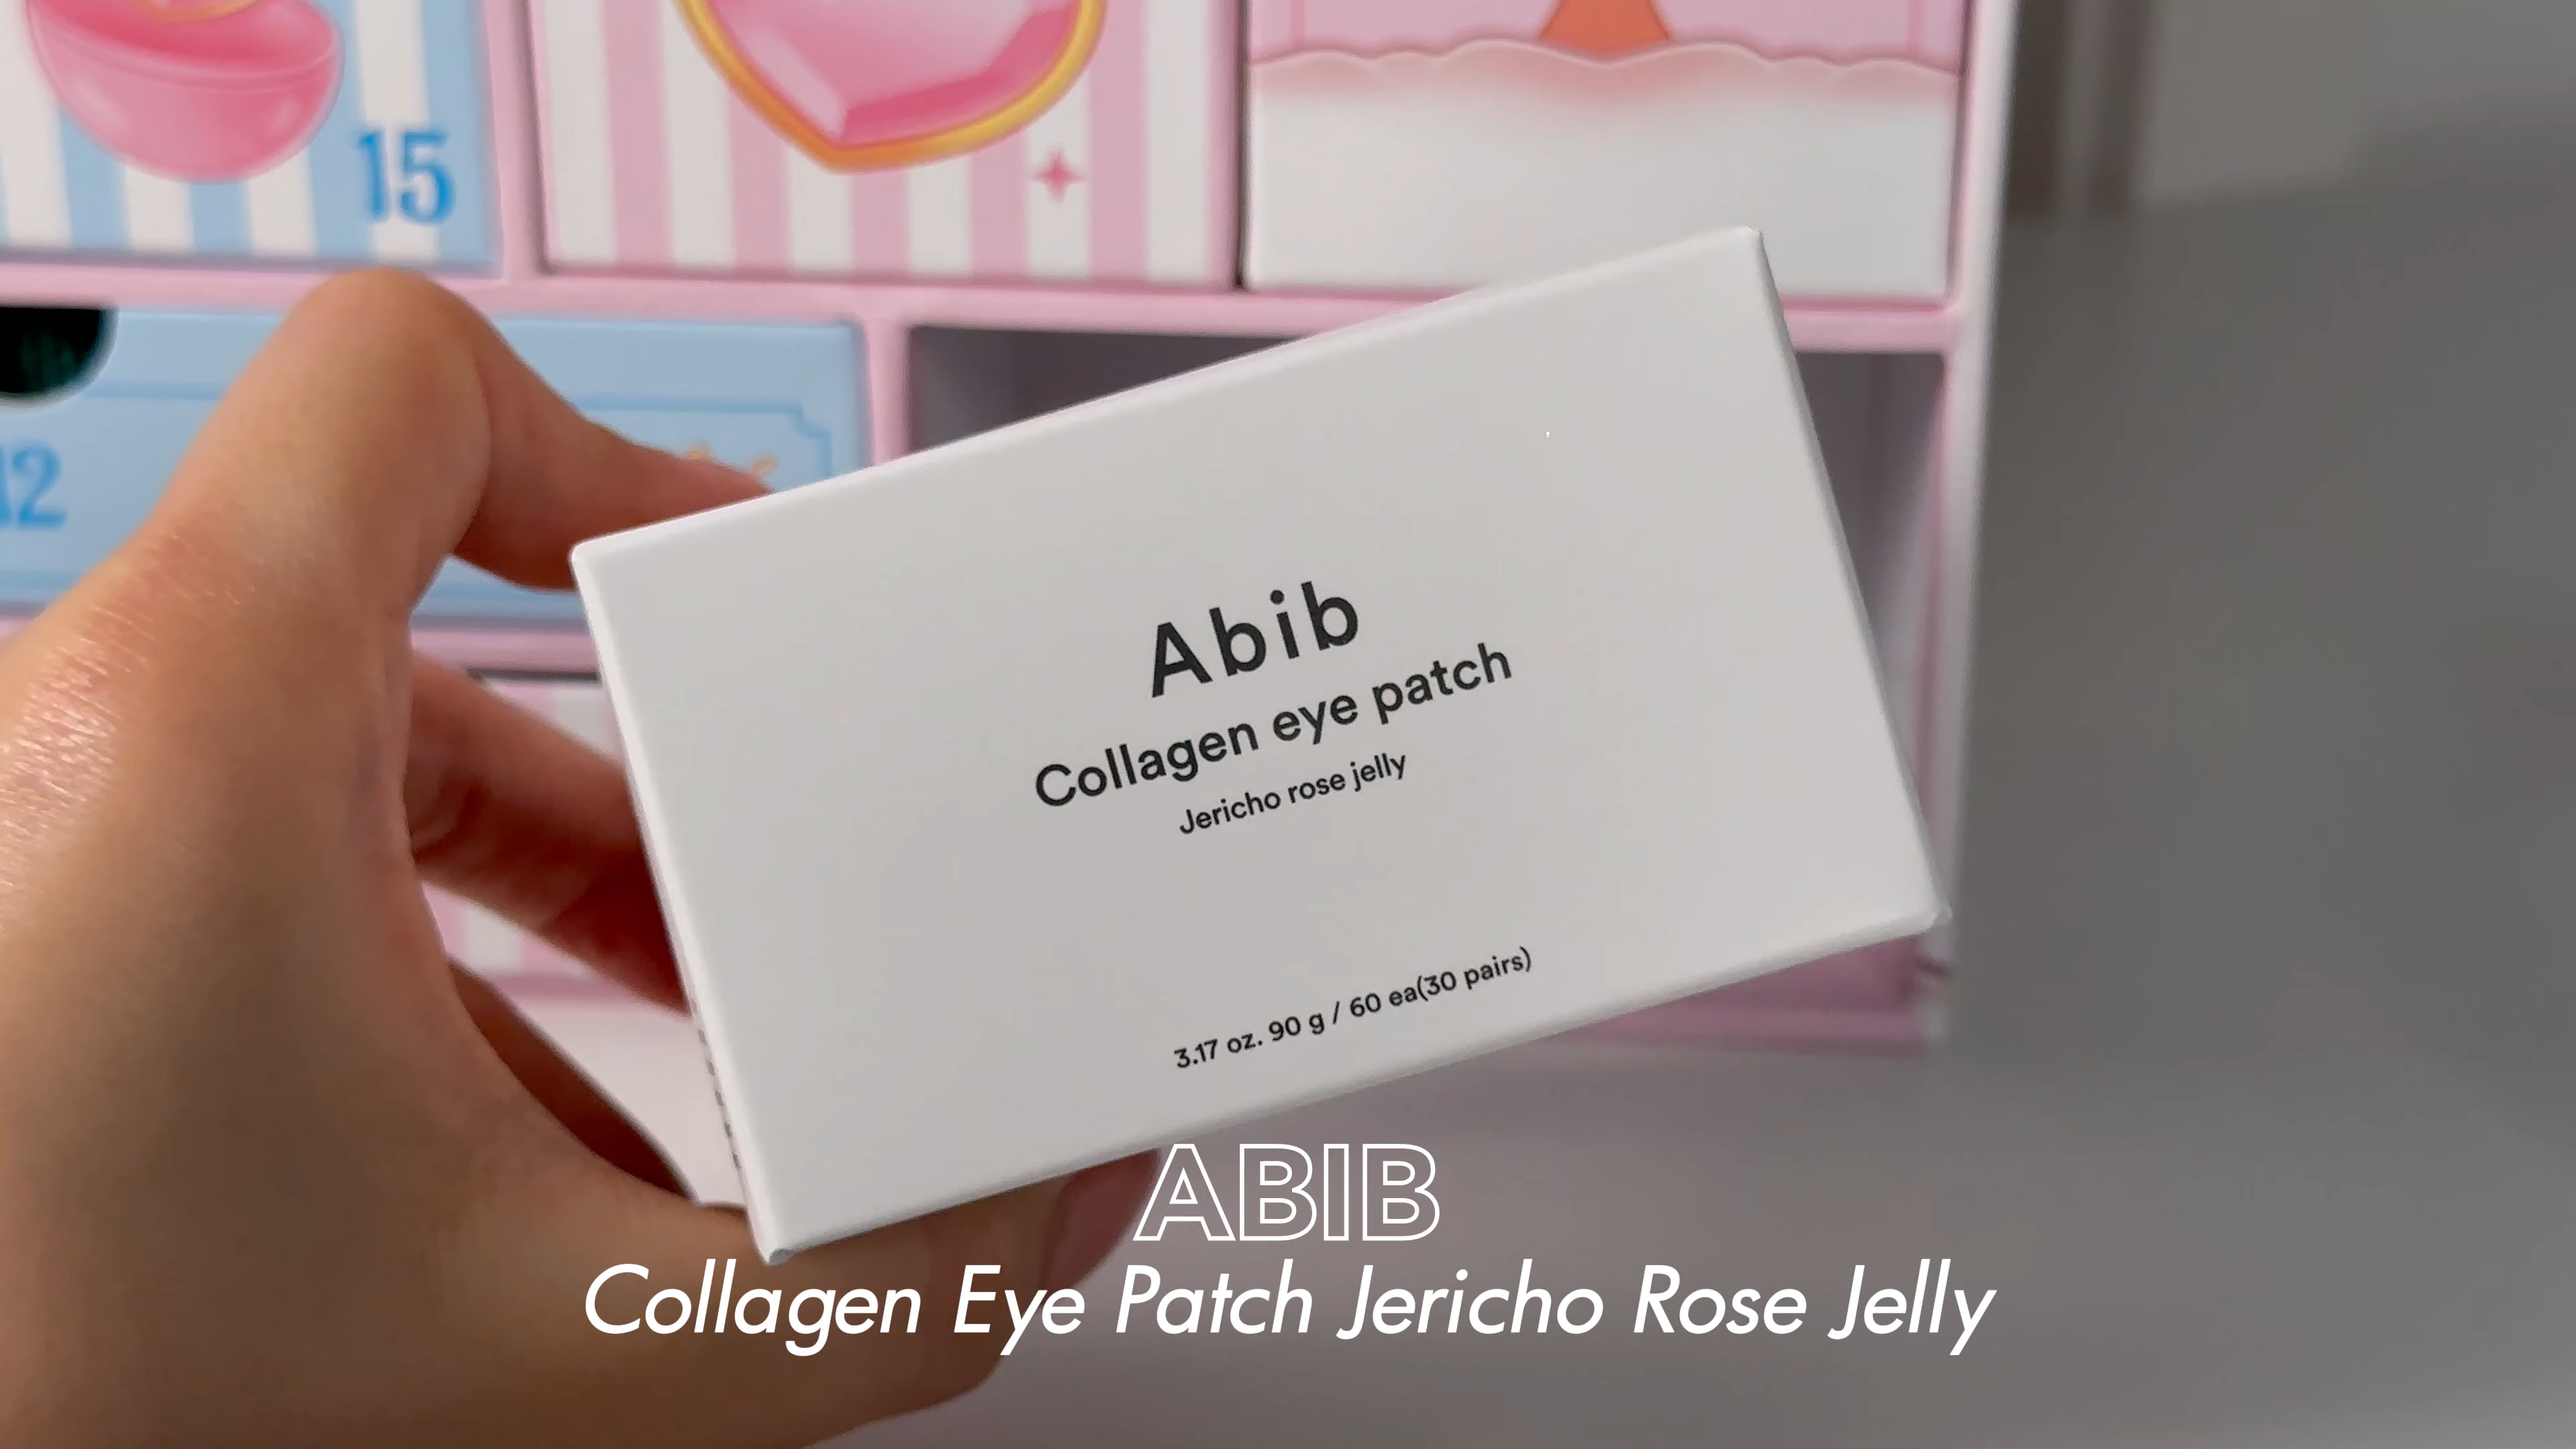 15
12
Abib
Collagen eye patch
Jericho rose jelly
3.17 oz. 90 g / 60 ea(30 pairs)
ABIB
Collagen Eye Patch Jericho Rose Jelly